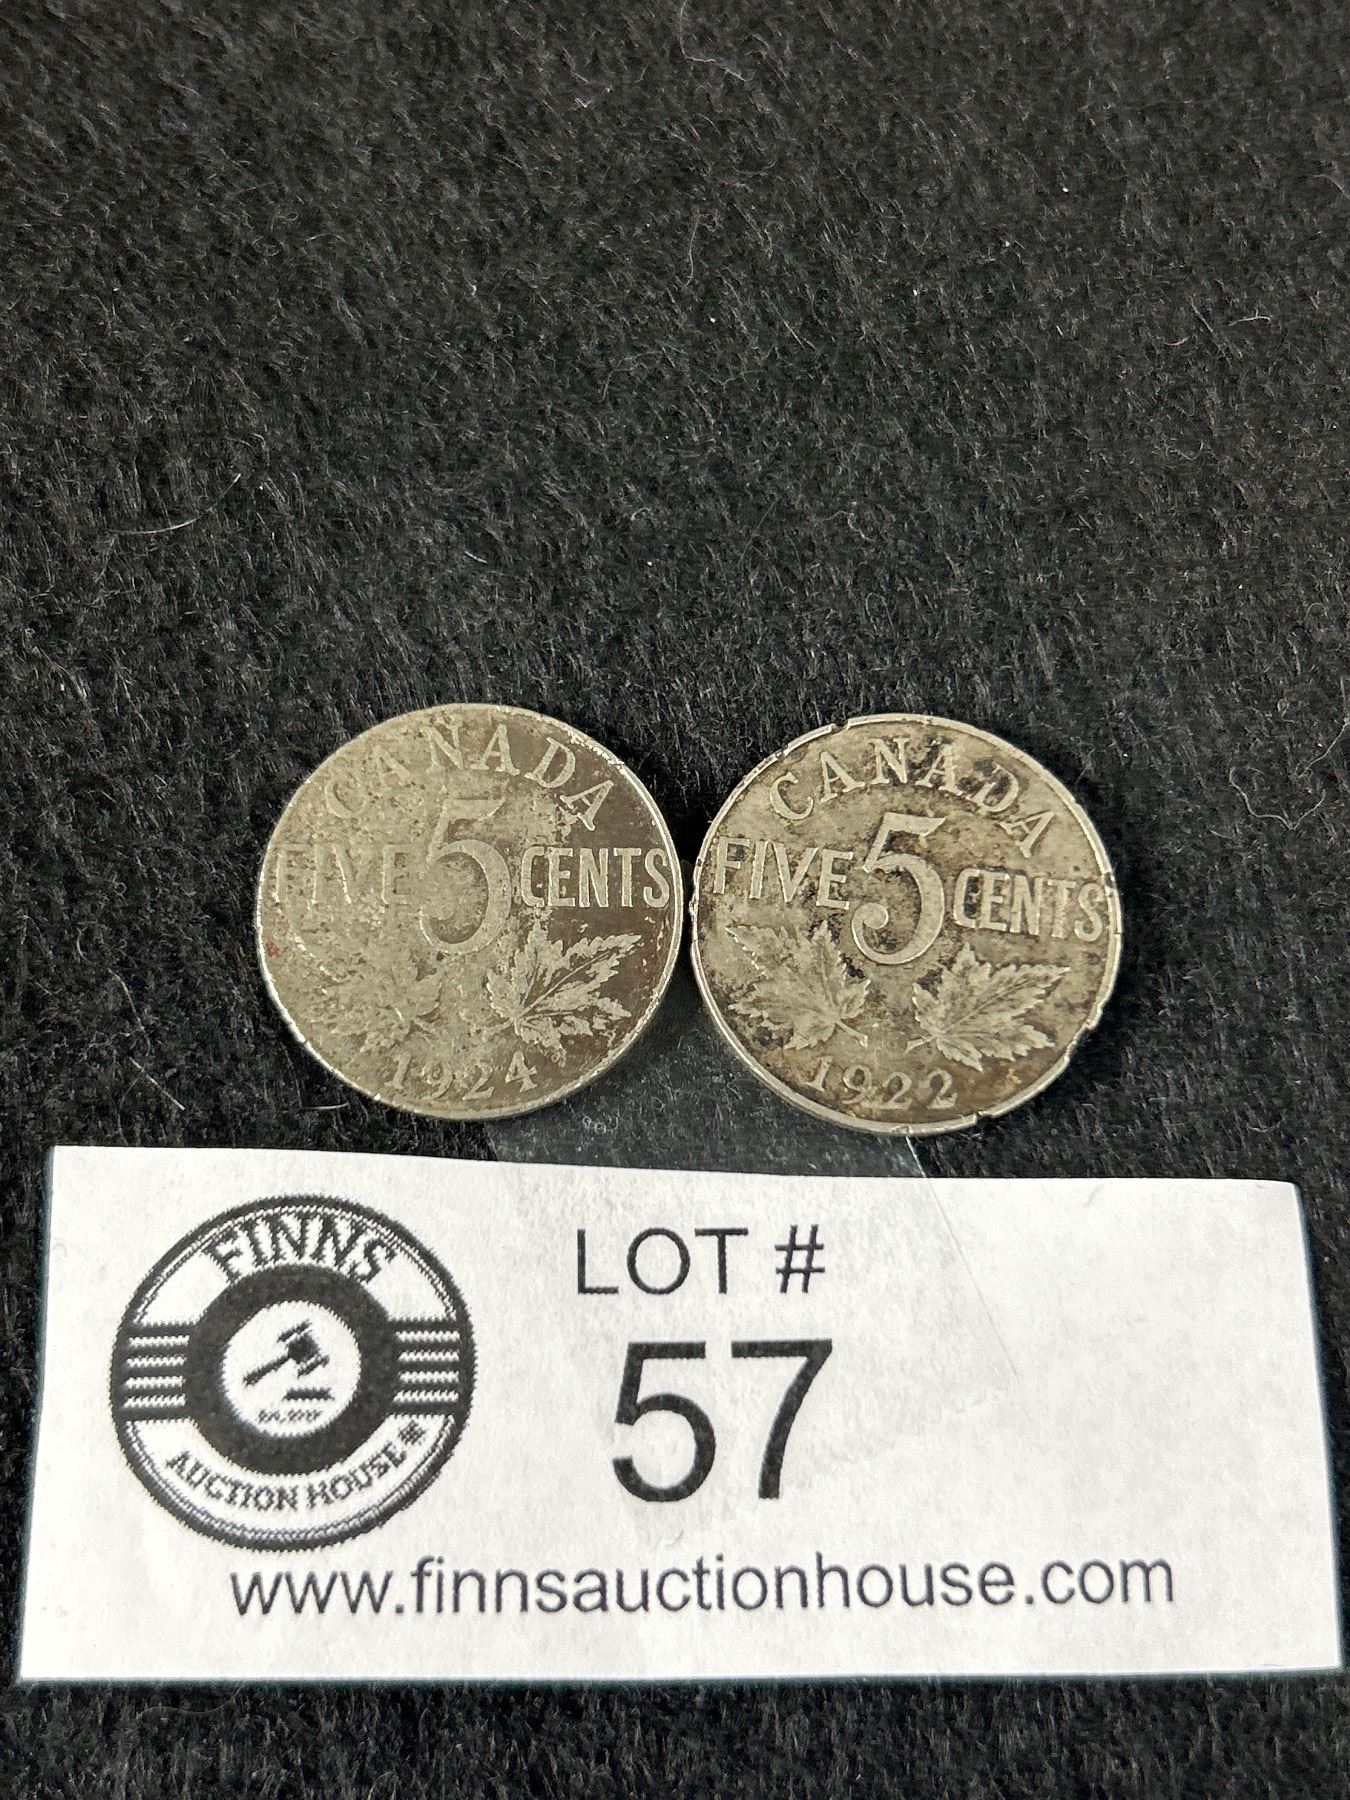 CANADA
FIVE 5 CENTS
1924
CANADA
FIVE 5 CENTS
1922
FINNS
AUCTION HOUSE
LOT #
57
www.finnsauctionhouse.com